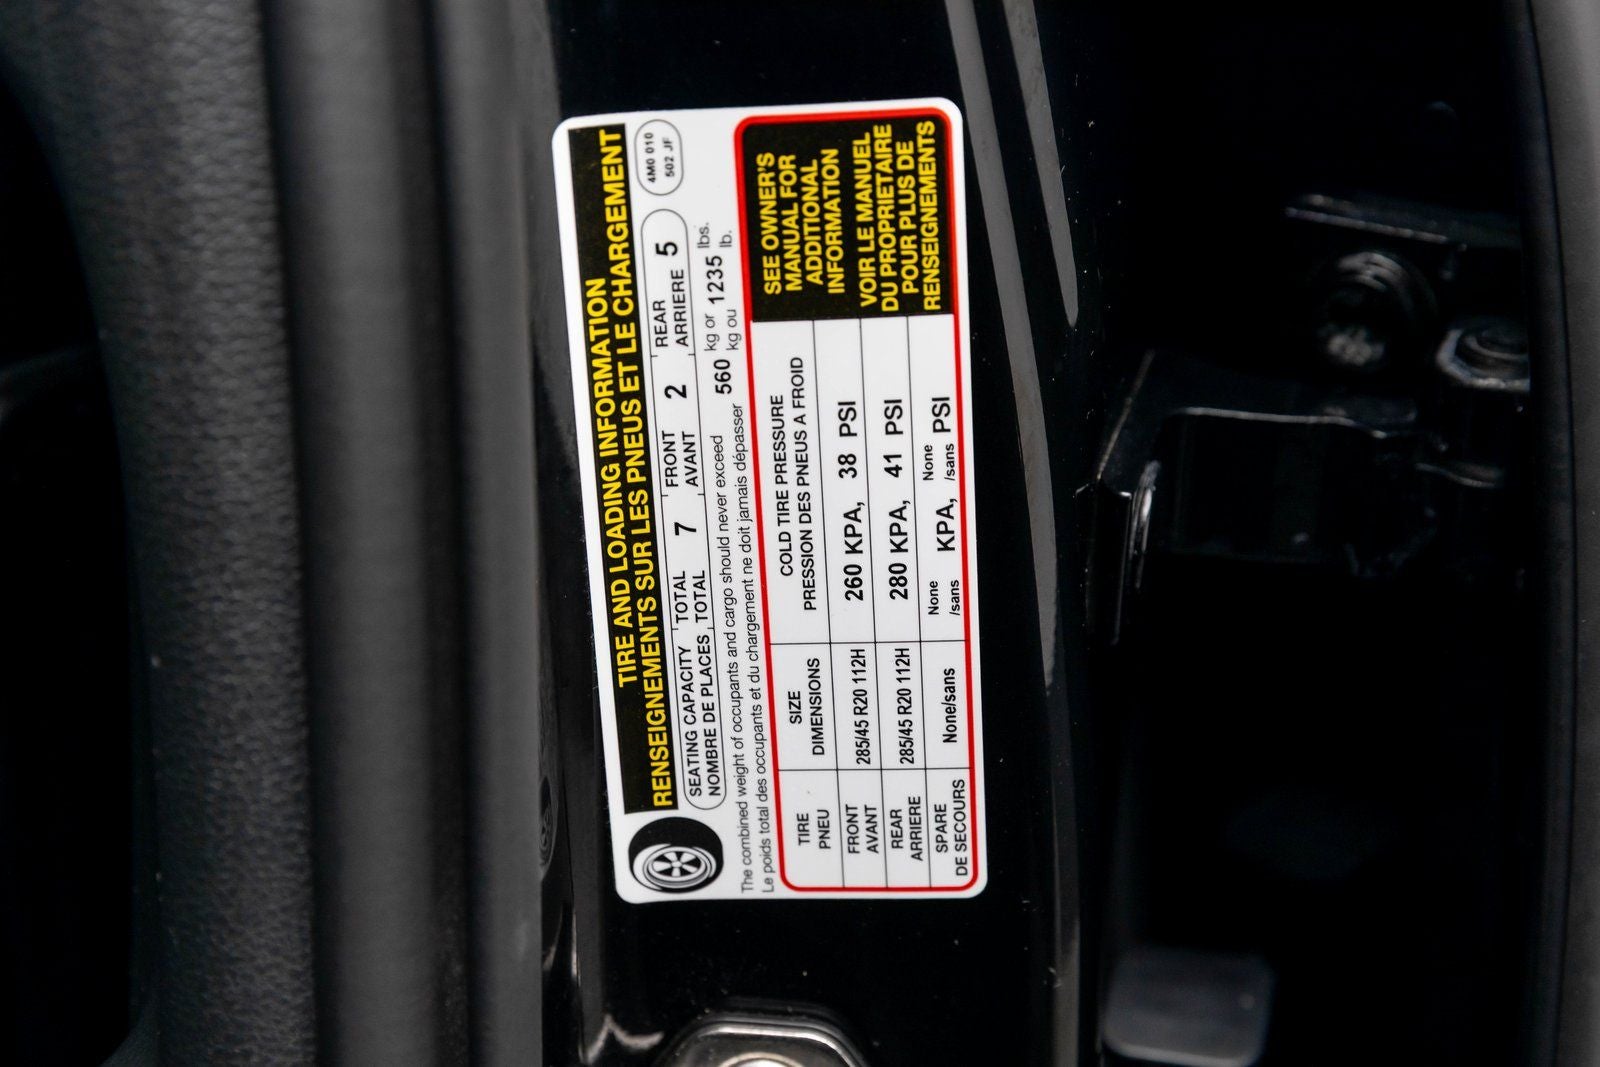 TIRE AND LOADING INFORMATION
RENSEIGNEMENTS SUR LES PNEUS ET LE CHARGEMENT
4M0 010
502 JF
SEATING CAPACITY TOTAL 7 FRONT 2 REAR 5
NOMBRE DE PLACES TOTAL AVANT ARRIERE
The combined weight of occupants and cargo should never exceed 560 kg or 1235 lbs.
Le poids total des occupants et du chargement ne doit jamais dépasser kg ou lb.
TIRE SIZE COLD TIRE PRESSURE
PNEU DIMENSIONS PRESSION DES PNEUS A FROID
FRONT
AVANT 285/45 R20 112H 260 KPA, 38 PSI
REAR
ARRIERE 285/45 R20 112H 280 KPA, 41 PSI
SPARE
DE SECOURS None/sans None/sans KPA, None/sans PSI
SEE OWNER'S
MANUAL FOR
ADDITIONAL
INFORMATION
VOIR LE MANUEL
DU PROPRIETAIRE
POUR PLUS DE
RENSEIGNEMENTS